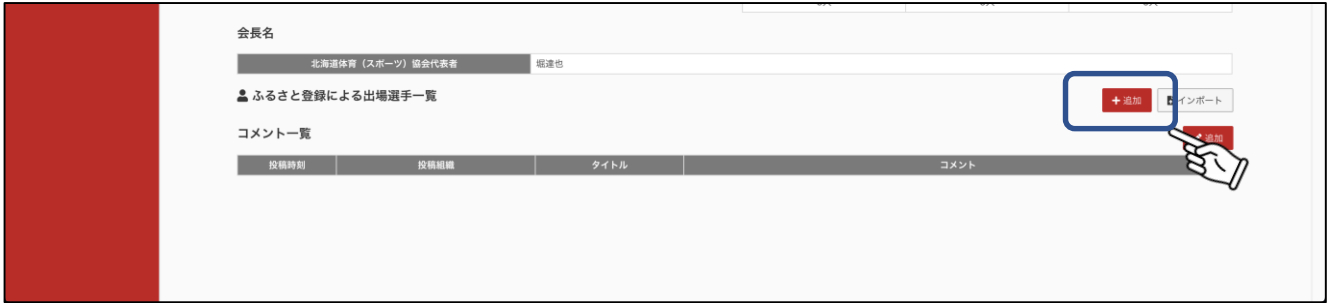 会長名
北海道体育（スポーツ）協会代表者 堀達也
ふるさと登録による出場選手一覧 追加 インポート
コメント一覧 追加
投稿時刻 投稿組織 タイトル コメント